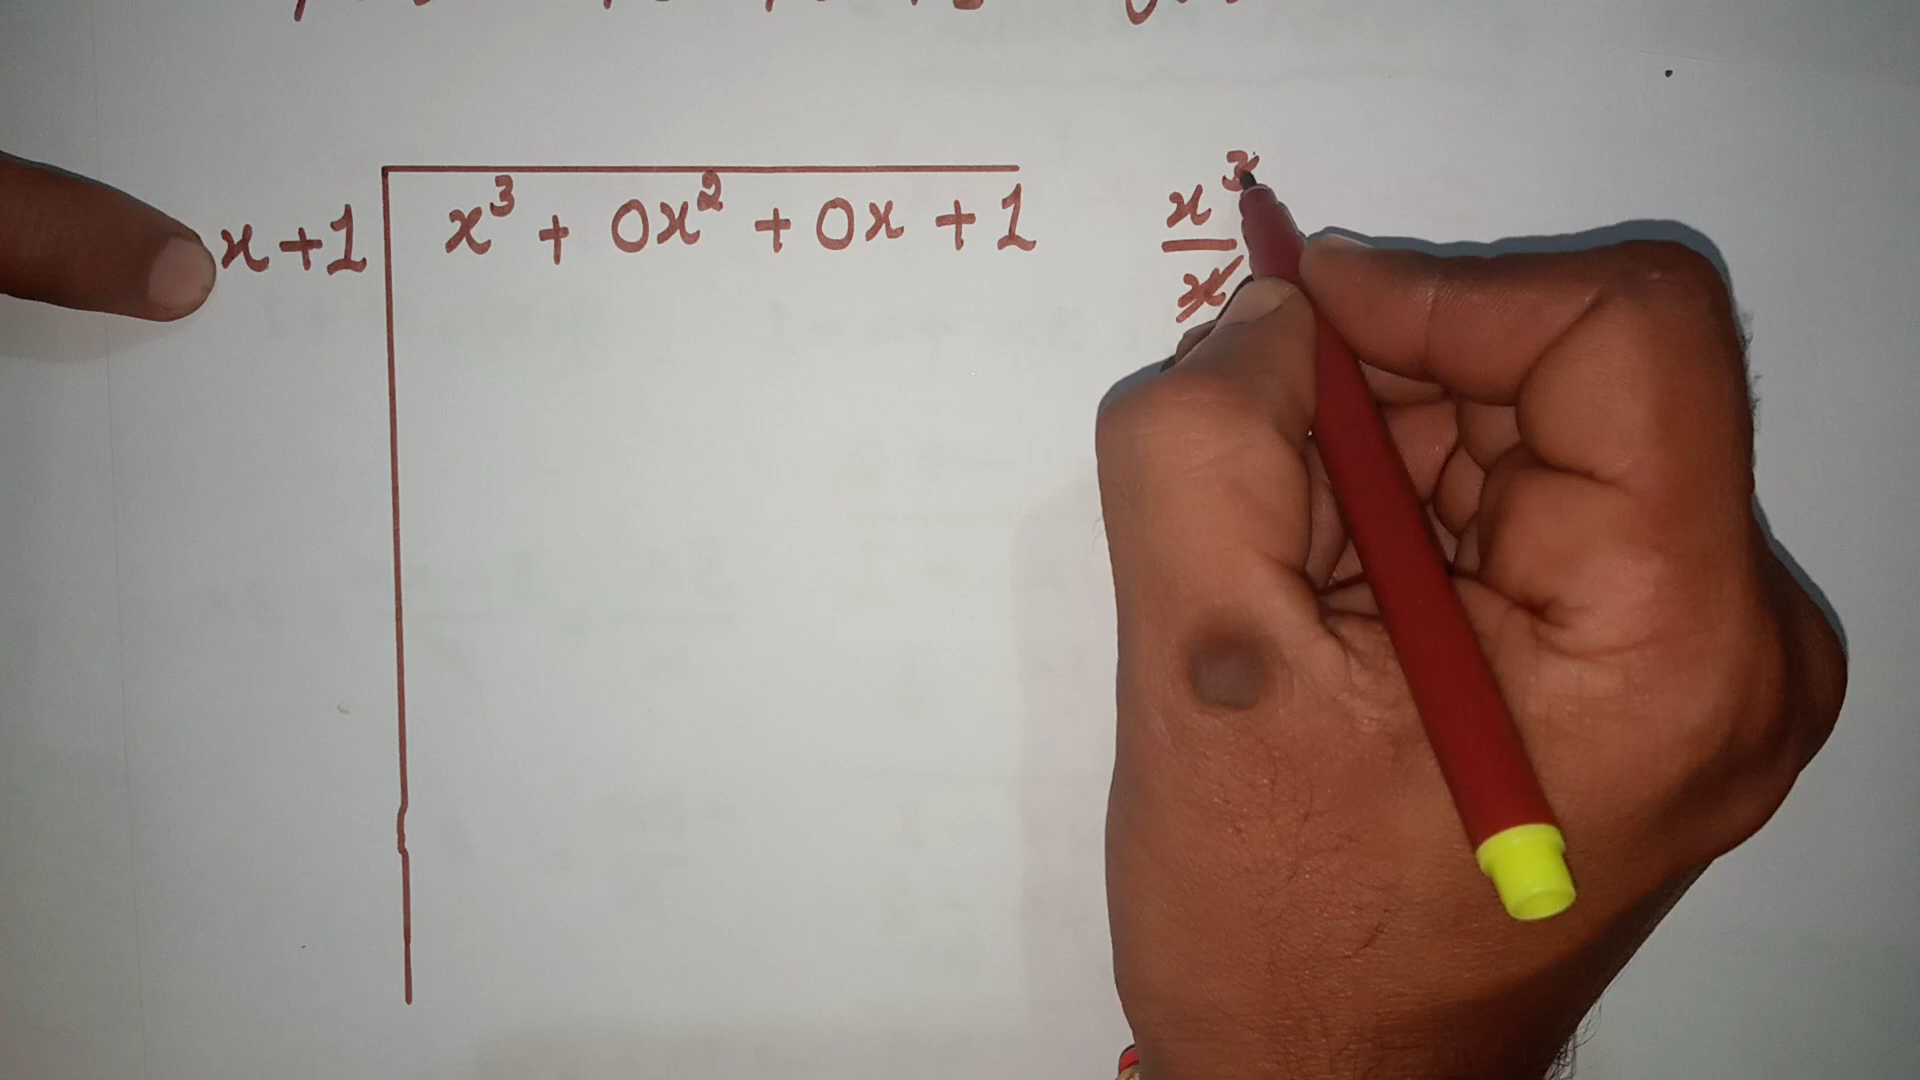 x+1 x³ + 0x² + 0x + 1
x³
x